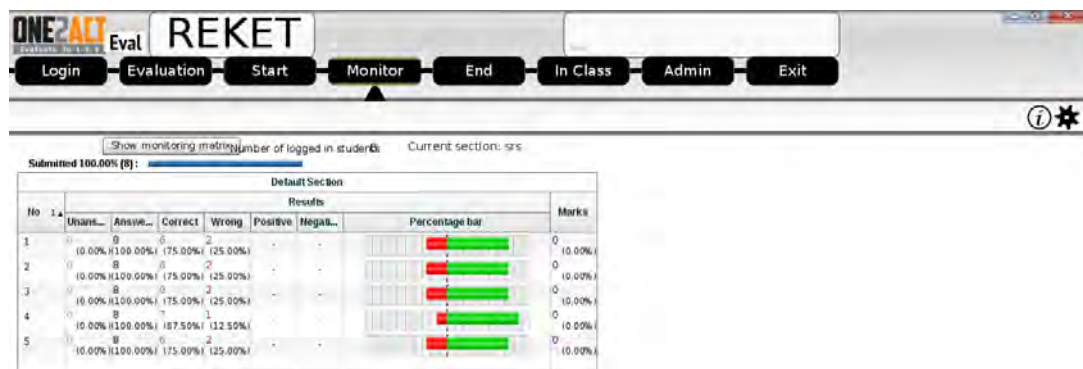 ONE2ACT Eval REKET
Login Evaluation Start Monitor End In Class Admin Exit
Show monitoring matrix Number of logged in students Current section: srs
Submitted 100.00% (8) :
Default Section
No 1 Results Marks
Unans... Answe... Correct Wrong Positive Negati... Percentage bar
1 0 8 6 2 - - 0
(0.00%) (100.00%) (75.00%) (25.00%) (0.00%)
2 0 8 6 2 - - 0
(0.00%) (100.00%) (75.00%) (25.00%) (0.00%)
3 0 8 6 2 - - 0
(0.00%) (100.00%) (75.00%) (25.00%) (0.00%)
4 0 8 7 1 - - 0
(0.00%) (100.00%) (87.50%) (12.50%) (0.00%)
5 0 8 6 2 - - 0
(0.00%) (100.00%) (75.00%) (25.00%) (0.00%)